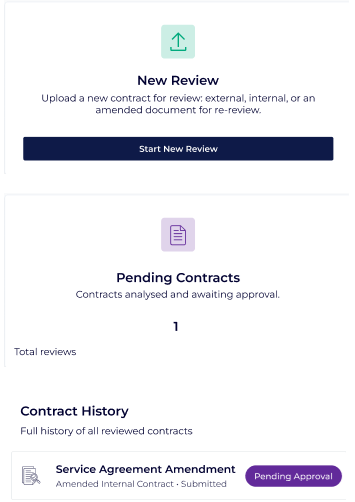 New Review
Upload a new contract for review: external, internal, or an
amended document for re-review.
Start New Review
Pending Contracts
Contracts analysed and awaiting approval.
1
Total reviews
Contract History
Full history of all reviewed contracts
Service Agreement Amendment
Amended Internal Contract • Submitted
Pending Approval